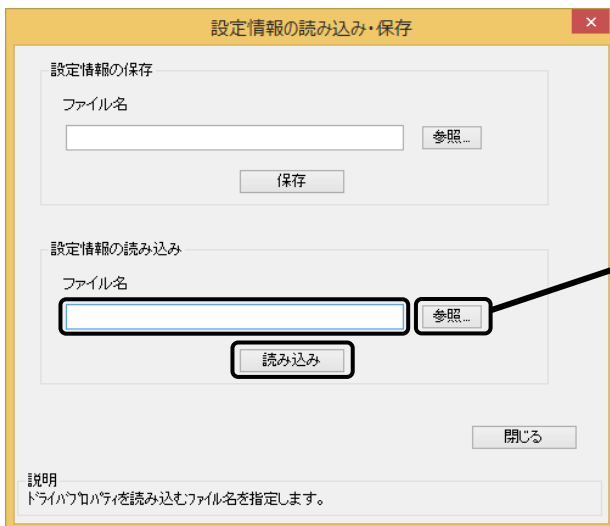 設定情報の読み込み・保存
設定情報の保存
ファイル名
参照...
保存
設定情報の読み込み
ファイル名
参照...
読み込み
閉じる
説明
ドライバプロパティを読み込むファイル名を指定します。